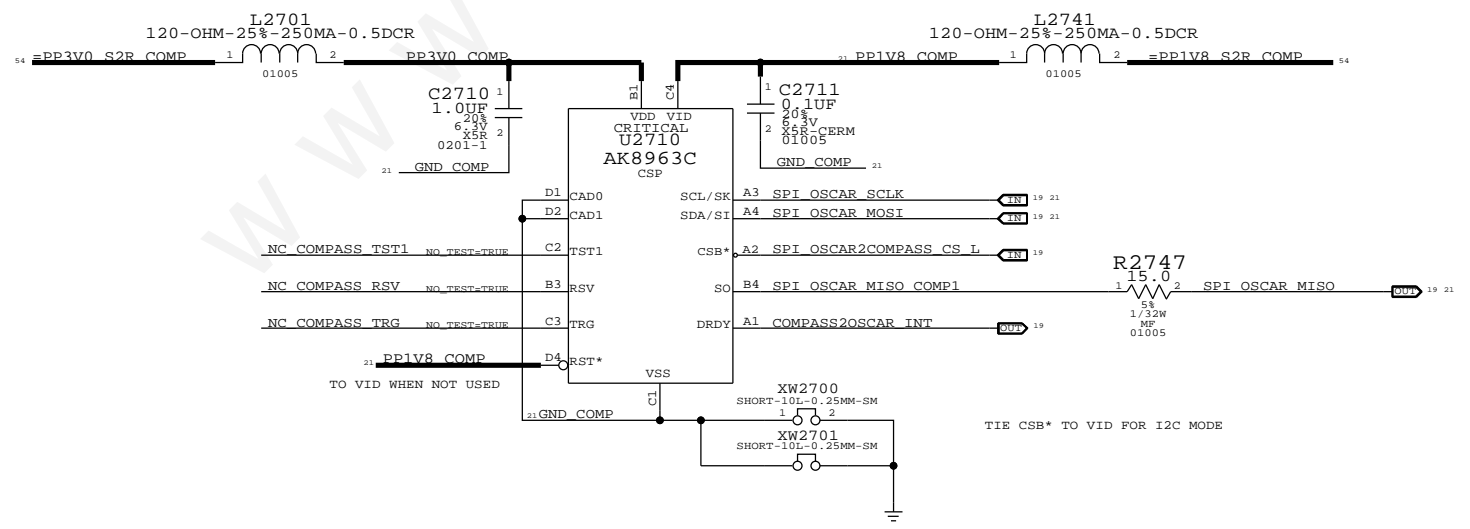 L2701
120-OHM-25%-250MA-0.5DCR
54 =PP3V0_S2R_COMP 1 2 PP3V0_COMP
01005
L2741
120-OHM-25%-250MA-0.5DCR
21 PP1V8_COMP 1 2 =PP1V8_S2R_COMP 54
01005
C2710 1
1.0UF
20%
6.3V
X5R 2
0201-1
21 GND_COMP
B1 C4
VDD VID
CRITICAL
U2710
AK8963C
CSP
1 C2711
0.1UF
20%
6.3V
2 X5R-CERM
01005
GND_COMP 21
D1 CAD0
D2 CAD1
NC_COMPASS_TST1 NO_TEST=TRUE C2 TST1
NC_COMPASS_RSV NO_TEST=TRUE B3 RSV
NC_COMPASS_TRG NO_TEST=TRUE C3 TRG
21 PP1V8_COMP D4 RST*
TO VID WHEN NOT USED
SCL/SK A3 SPI_OSCAR_SCLK IN 19 21
SDA/SI A4 SPI_OSCAR_MOSI IN 19 21
CSB* A2 SPI_OSCAR2COMPASS_CS_L IN 19
SO B4 SPI_OSCAR_MISO_COMP1
R2747
15.0
1 2 SPI_OSCAR_MISO OUT 19 21
5%
1/32W
MF
01005
DRDY A1 COMPASS2OSCAR_INT OUT 19
VSS
C1
21 GND_COMP
XW2700
SHORT-10L-0.25MM-SM
1 2
XW2701
SHORT-10L-0.25MM-SM
TIE CSB* TO VID FOR I2C MODE
w w w